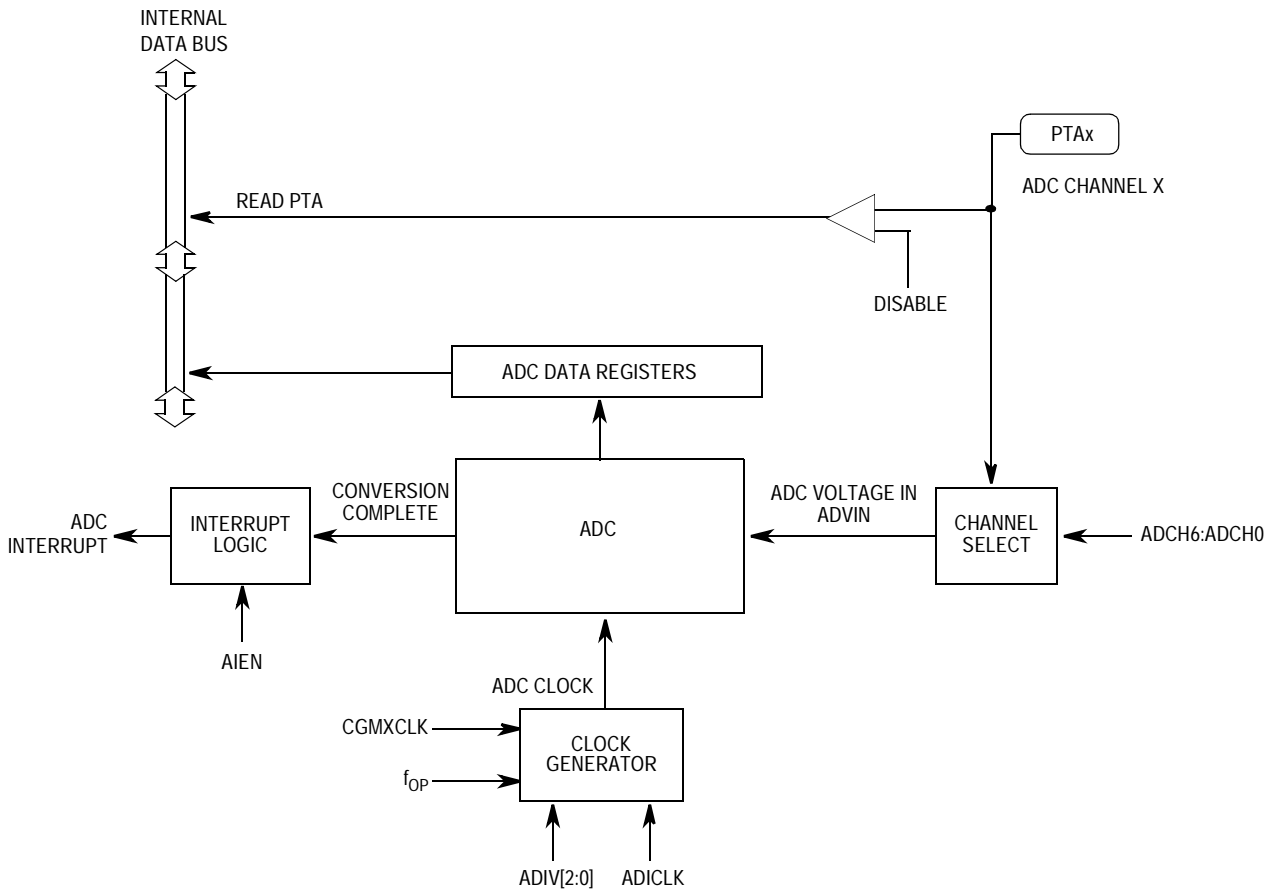 INTERNAL
DATA BUS
PTAx
ADC CHANNEL X
READ PTA
DISABLE
ADC DATA REGISTERS
ADC
INTERRUPT
INTERRUPT
LOGIC
CONVERSION
COMPLETE
ADC
ADC VOLTAGE IN
ADVIN
CHANNEL
SELECT
ADCH6:ADCH0
AIEN
ADC CLOCK
CGMXCLK
fOP
CLOCK
GENERATOR
ADIV[2:0]
ADICLK